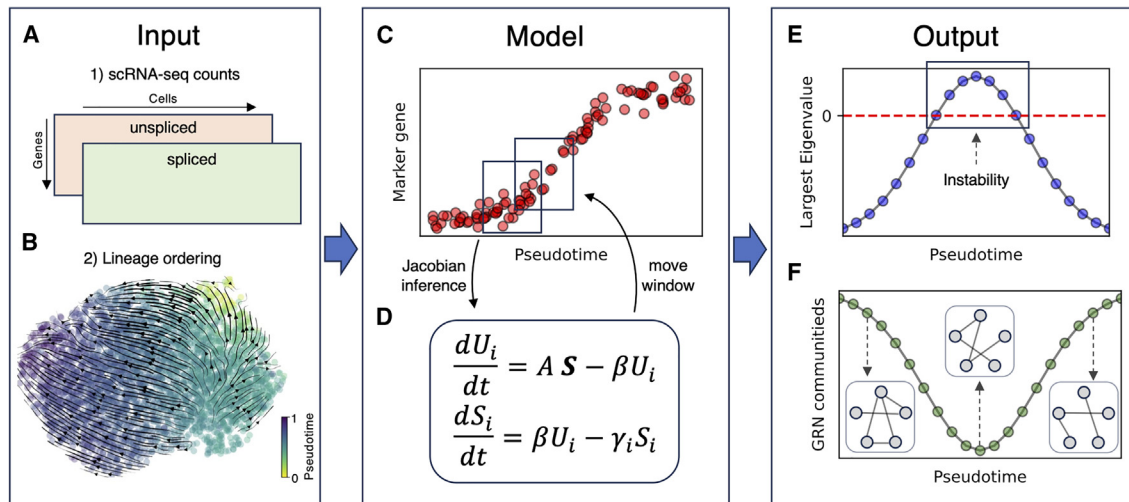 A
Input
1) scRNA-seq counts
Cells
Genes
unspliced
spliced
B
2) Lineage ordering
1
Pseudotime
0
C
Model
Marker gene
Pseudotime
Jacobian
inference
move
window
D
dU_i/dt = A S − βU_i
dS_i/dt = βU_i − γ_iS_i
E
Output
Largest Eigenvalue
0
Instability
Pseudotime
F
GRN communitieds
Pseudotime